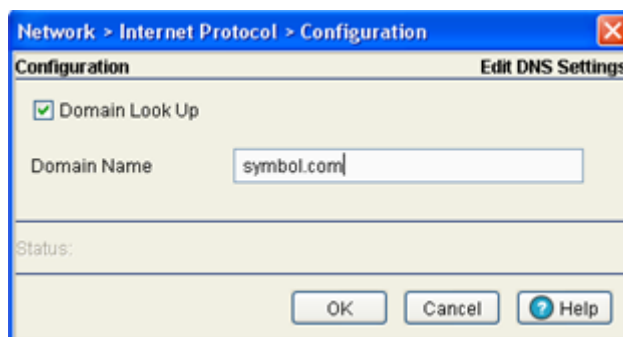 Network > Internet Protocol > Configuration
Configuration Edit DNS Settings
Domain Look Up
Domain Name symbol.com
Status:
OK Cancel Help